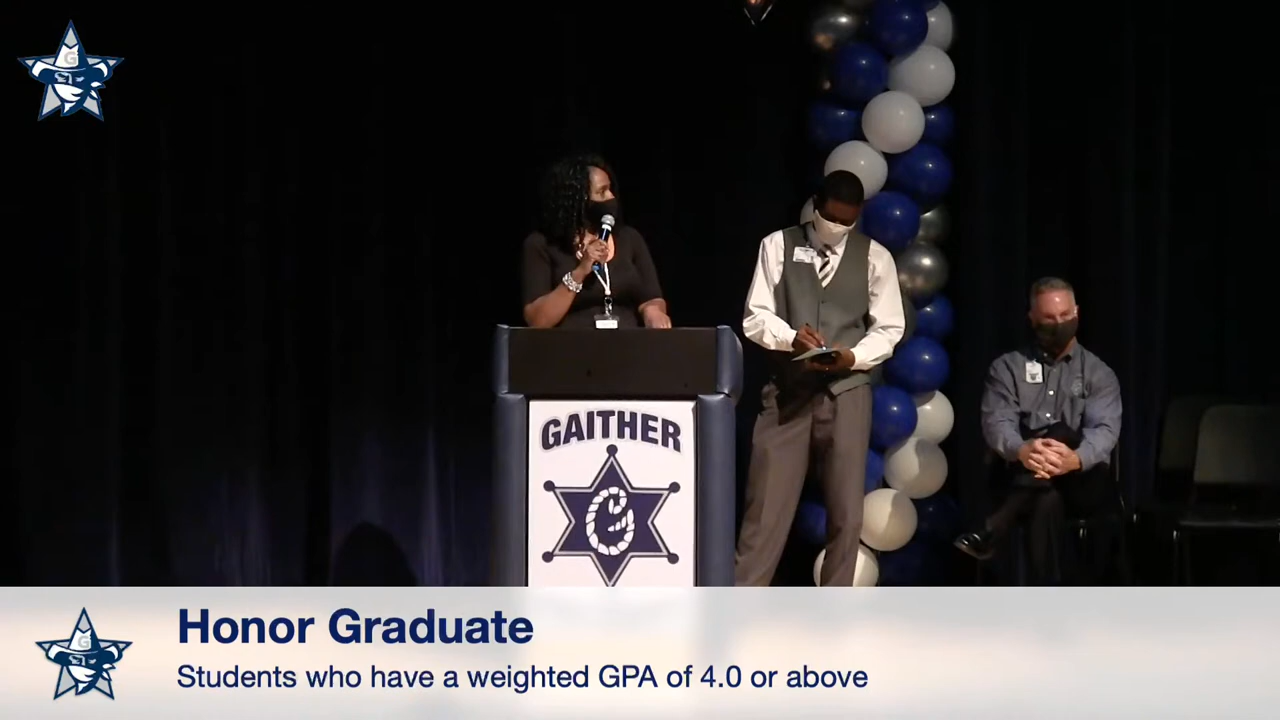 G
GAITHER
G
G
Honor Graduate
Students who have a weighted GPA of 4.0 or above